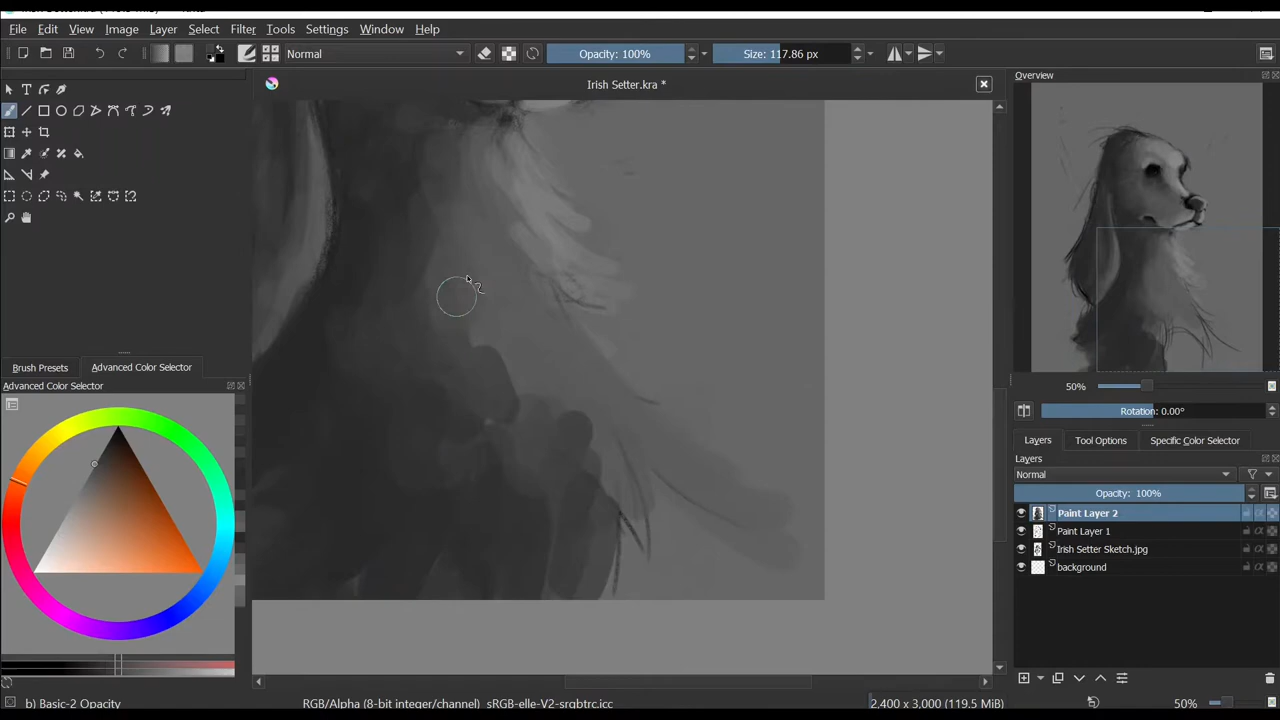 File Edit View Image Layer Select Filter Tools Settings Window Help
Normal Opacity: 100% Size: 117.86 px
Irish Setter.kra *
Overview
50%
Rotation: 0.00°
Brush Presets Advanced Color Selector
Advanced Color Selector
Layers Tool Options Specific Color Selector
Layers
Normal
Opacity: 100%
Paint Layer 2
Paint Layer 1
Irish Setter Sketch.jpg
background
b) Basic-2 Opacity RGB/Alpha (8-bit integer/channel) sRGB-elle-V2-srgbtrc.icc 2,400 x 3,000 (119.5 MiB) 50%